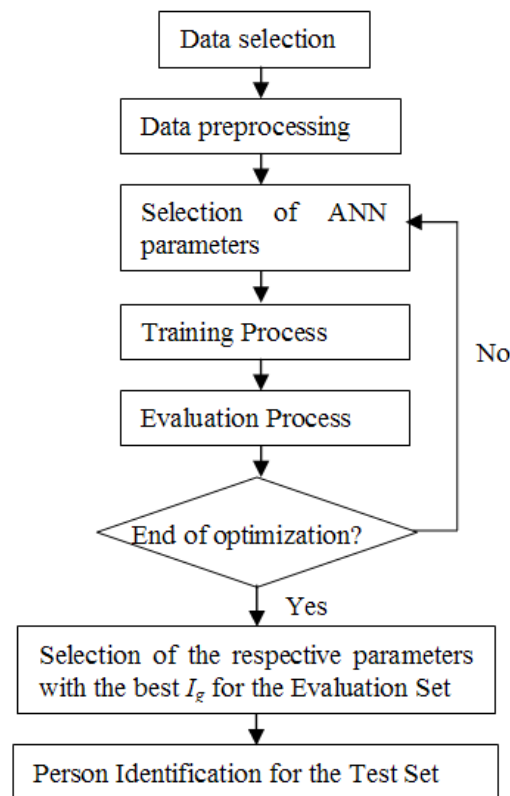 Data selection
Data preprocessing
Selection of ANN
parameters
Training Process
No
Evaluation Process
End of optimization?
Yes
Selection of the respective parameters
with the best I_g for the Evaluation Set
Person Identification for the Test Set